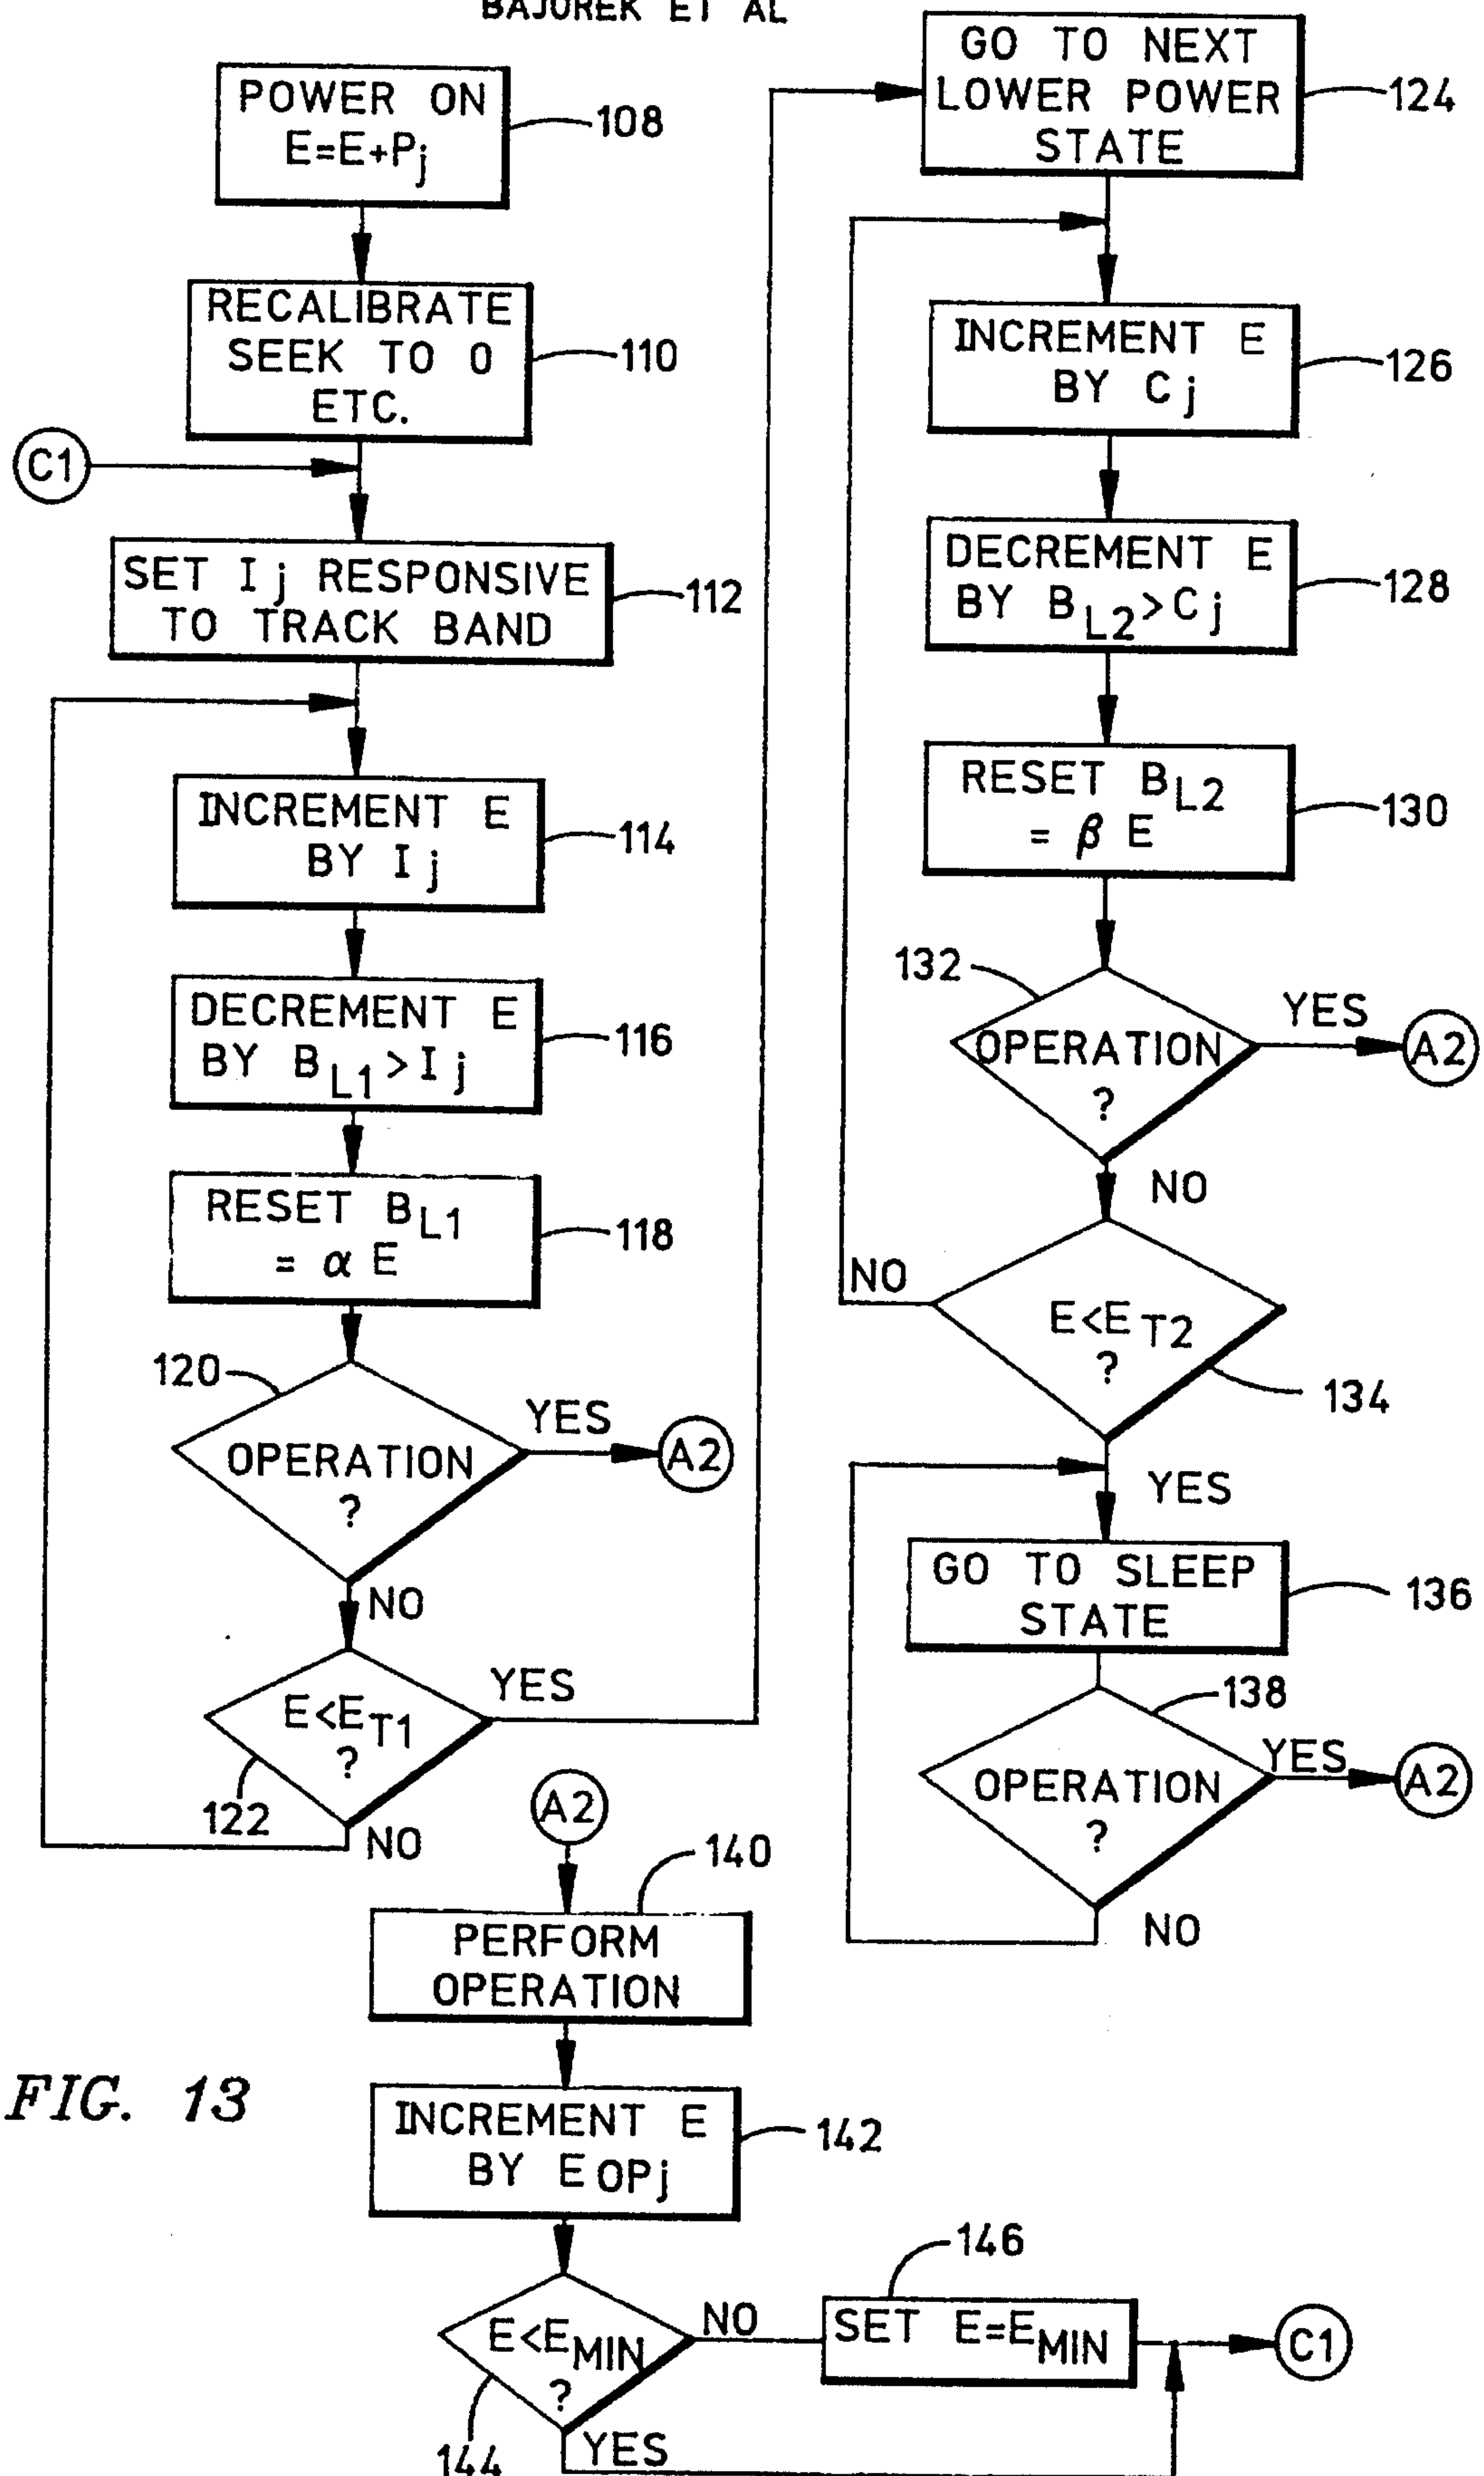 BAJOREK ET AL
POWER ON
E=E+Pj
108
RECALIBRATE
SEEK TO 0
ETC.
110
C1
SET Ij RESPONSIVE
TO TRACK BAND
112
INCREMENT E
BY Ij
114
DECREMENT E
BY BL1>Ij
116
RESET BL1
= α E
118
120
OPERATION
?
YES
A2
NO
E<ET1
?
YES
122
NO
GO TO NEXT
LOWER POWER
STATE
124
INCREMENT E
BY Cj
126
DECREMENT E
BY BL2>Cj
128
RESET BL2
= β E
130
132
OPERATION
?
YES
A2
NO
NO
E<ET2
?
134
YES
GO TO SLEEP
STATE
136
138
OPERATION
?
YES
A2
NO
A2
140
PERFORM
OPERATION
FIG. 13
INCREMENT E
BY EOPj
142
E<EMIN
?
144
NO
146
SET E=EMIN
C1
YES